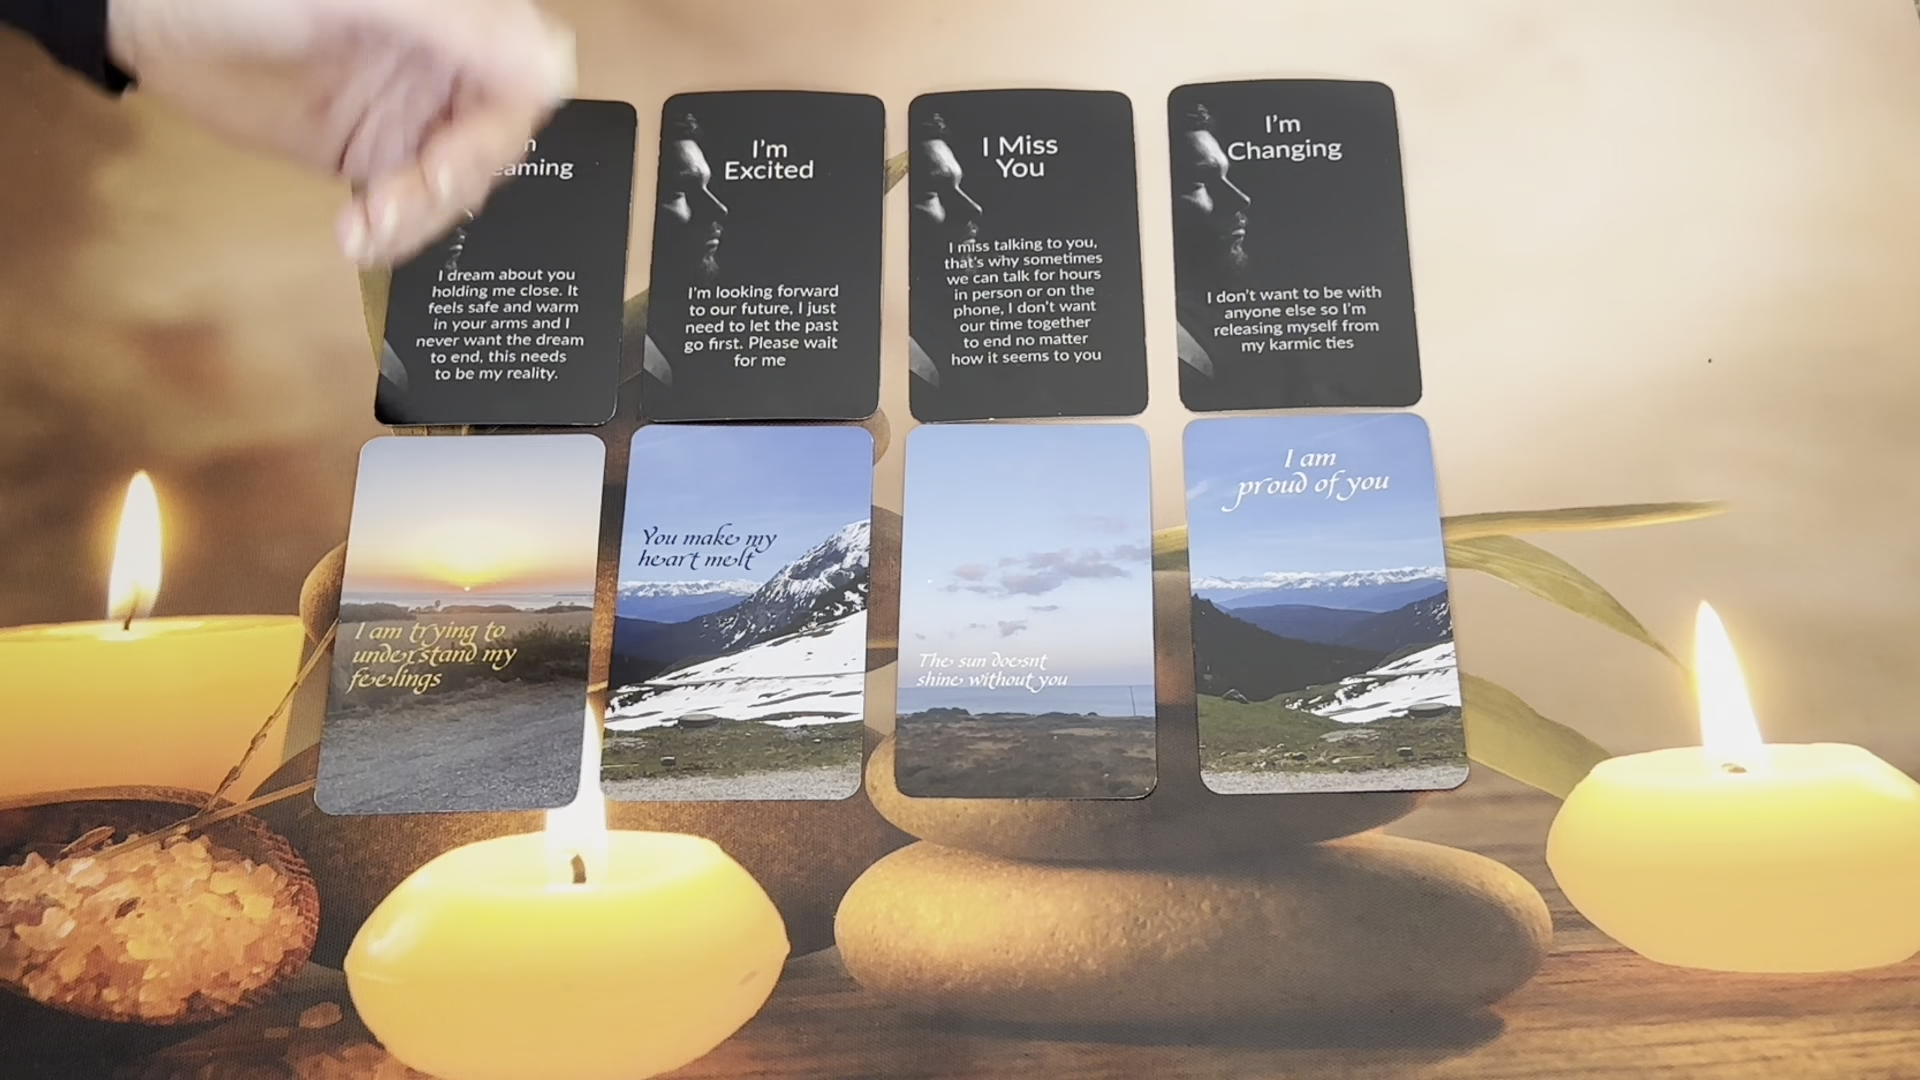 I dream about you
holding me close. It
feels safe and warm
in your arms and I
never want the dream
to end, this needs
to be my reality.
I'm
Excited
I'm looking forward
to our future, I just
need to let the past
go first. Please wait
for me
I Miss
You
I miss talking to you,
that's why sometimes
we can talk for hours
in person or on the
phone, I don't want
our time together
to end no matter
how it seems to you
I'm
Changing
I don't want to be with
anyone else so I'm
releasing myself from
my karmic ties
I am trying to
understand my
feelings
You make my
heart melt
The sun doesnt
shine without you
I am
proud of you